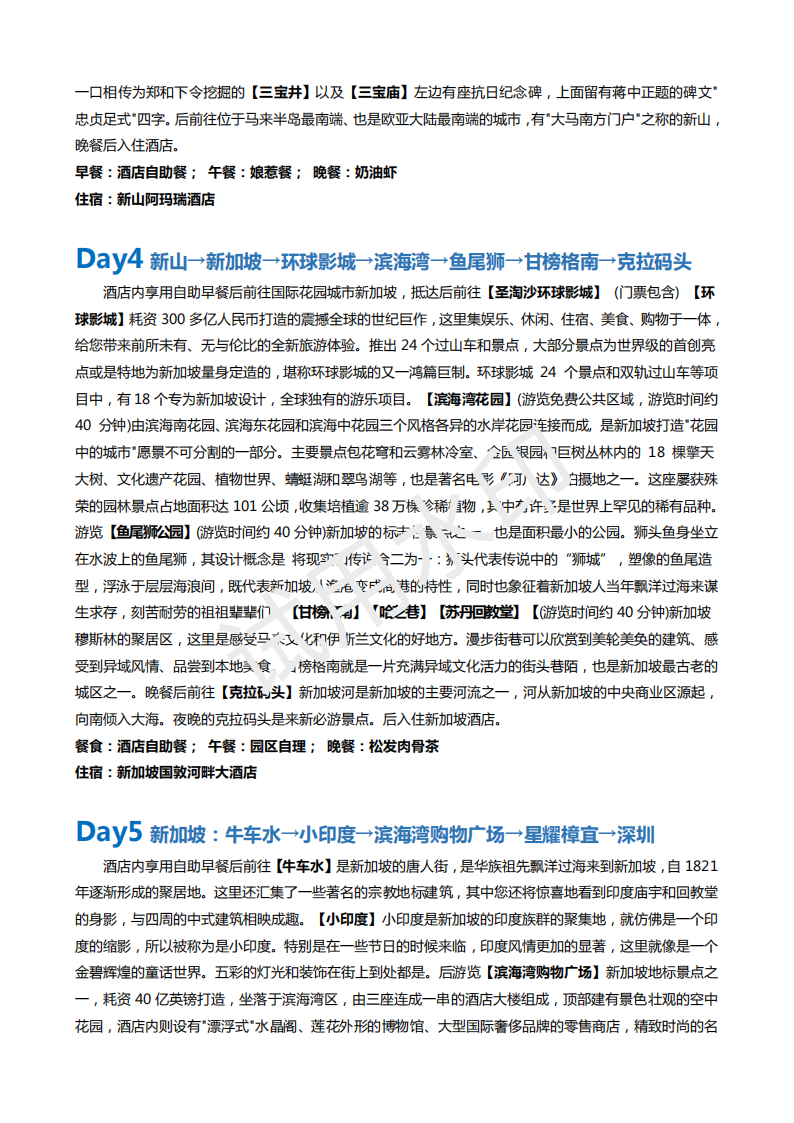 一口相传为郑和下令挖掘的【三宝井】以及【三宝庙】左边有座抗日纪念碑，上面留有蒋中正题的碑文"
忠贞足式"四字。后前往位于马来半岛最南端、也是欧亚大陆最南端的城市，有"大马南方门户"之称的新山，
晚餐后入住酒店。
早餐：酒店自助餐； 午餐：娘惹餐； 晚餐：奶油虾
住宿：新山阿玛瑞酒店
Day4 新山→新加坡→环球影城→滨海湾→鱼尾狮→甘榜格南→克拉码头
酒店内享用自助早餐后前往国际花园城市新加坡，抵达后前往【圣淘沙环球影城】（门票包含）【环
球影城】耗资 300 多亿人民币打造的震撼全球的世纪巨作，这里集娱乐、休闲、住宿、美食、购物于一体，
给您带来前所未有、无与伦比的全新旅游体验。推出 24 个过山车和景点，大部分景点为世界级的首创亮
点或是特地为新加坡量身定造的，堪称环球影城的又一鸿篇巨制。环球影城 24 个景点和双轨过山车等项
目中，有 18 个专为新加坡设计，全球独有的游乐项目。【滨海湾花园】(游览免费公共区域，游览时间约
40 分钟)由滨海南花园、滨海东花园和滨海中花园三个风格各异的水岸花园连接而成，是新加坡打造"花园
中的城市"愿景不可分割的一部分。主要景点包花穹和云雾林冷室、金园银园和巨树丛林内的 18 棵擎天
大树、文化遗产花园、植物世界、蜻蜓湖和翠鸟湖等，也是著名电影《阿凡达》拍摄地之一。这座屡获殊
荣的园林景点占地面积达 101 公顷，收集培植逾 38 万棵珍稀植物，其中有许多是世界上罕见的稀有品种。
游览【鱼尾狮公园】(游览时间约 40 分钟)新加坡的标志性景点之一，也是面积最小的公园。狮头鱼身坐立
在水波上的鱼尾狮，其设计概念是 将现实和传说合二为一：狮头代表传说中的“狮城”，塑像的鱼尾造
型，浮泳于层层海浪间，既代表新加坡从渔尾变成商港的特性，同时也象征着新加坡人当年飘洋过海来谋
生求存，刻苦耐劳的祖祖辈辈们。【甘榜格南】【哈芝巷】【苏丹回教堂】【(游览时间约 40 分钟)新加坡
穆斯林的聚居区，这里是感受马来文化和伊斯兰文化的好地方。漫步街巷可以欣赏到美轮美奂的建筑、感
受到异域风情、品尝到本地美食。甘榜格南就是一片充满异域文化活力的街头巷陌，也是新加坡最古老的
城区之一。晚餐后前往【克拉码头】新加坡河是新加坡的主要河流之一，河从新加坡的中央商业区源起，
向南倾入大海。夜晚的克拉码头是来新必游景点。后入住新加坡酒店。
餐食：酒店自助餐； 午餐：园区自理； 晚餐：松发肉骨茶
住宿：新加坡国敦河畔大酒店
Day5 新加坡：牛车水→小印度→滨海湾购物广场→星耀樟宜→深圳
酒店内享用自助早餐后前往【牛车水】是新加坡的唐人街，是华族祖先飘洋过海来到新加坡，自 1821
年逐渐形成的聚居地。这里还汇集了一些著名的宗教地标建筑，其中您还将惊喜地看到印度庙宇和回教堂
的身影，与四周的中式建筑相映成趣。【小印度】小印度是新加坡的印度族群的聚集地，就仿佛是一个印
度的缩影，所以被称为是小印度。特别是在一些节日的时候来临，印度风情更加的显著，这里就像是一个
金碧辉煌的童话世界。五彩的灯光和装饰在街上到处都是。后游览【滨海湾购物广场】新加坡地标景点之
一，耗资 40 亿英镑打造，坐落于滨海湾区，由三座连成一串的酒店大楼组成，顶部建有景色壮观的空中
花园，酒店内则设有"漂浮式"水晶阁、莲花外形的博物馆、大型国际奢侈品牌的零售商店，精致时尚的名
试用水印